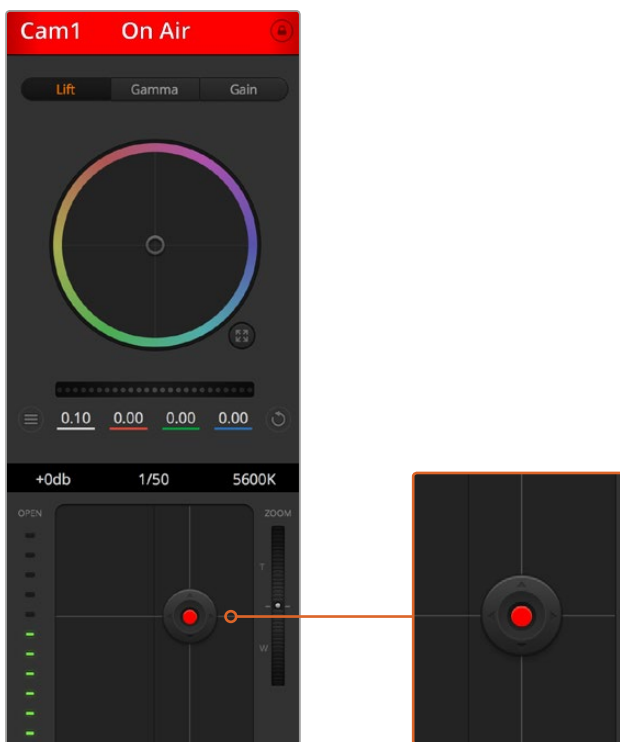 Cam1 On Air
Lift Gamma Gain
0.10 0.00 0.00 0.00
+0db 1/50 5600K
OPEN ZOOM
T
W